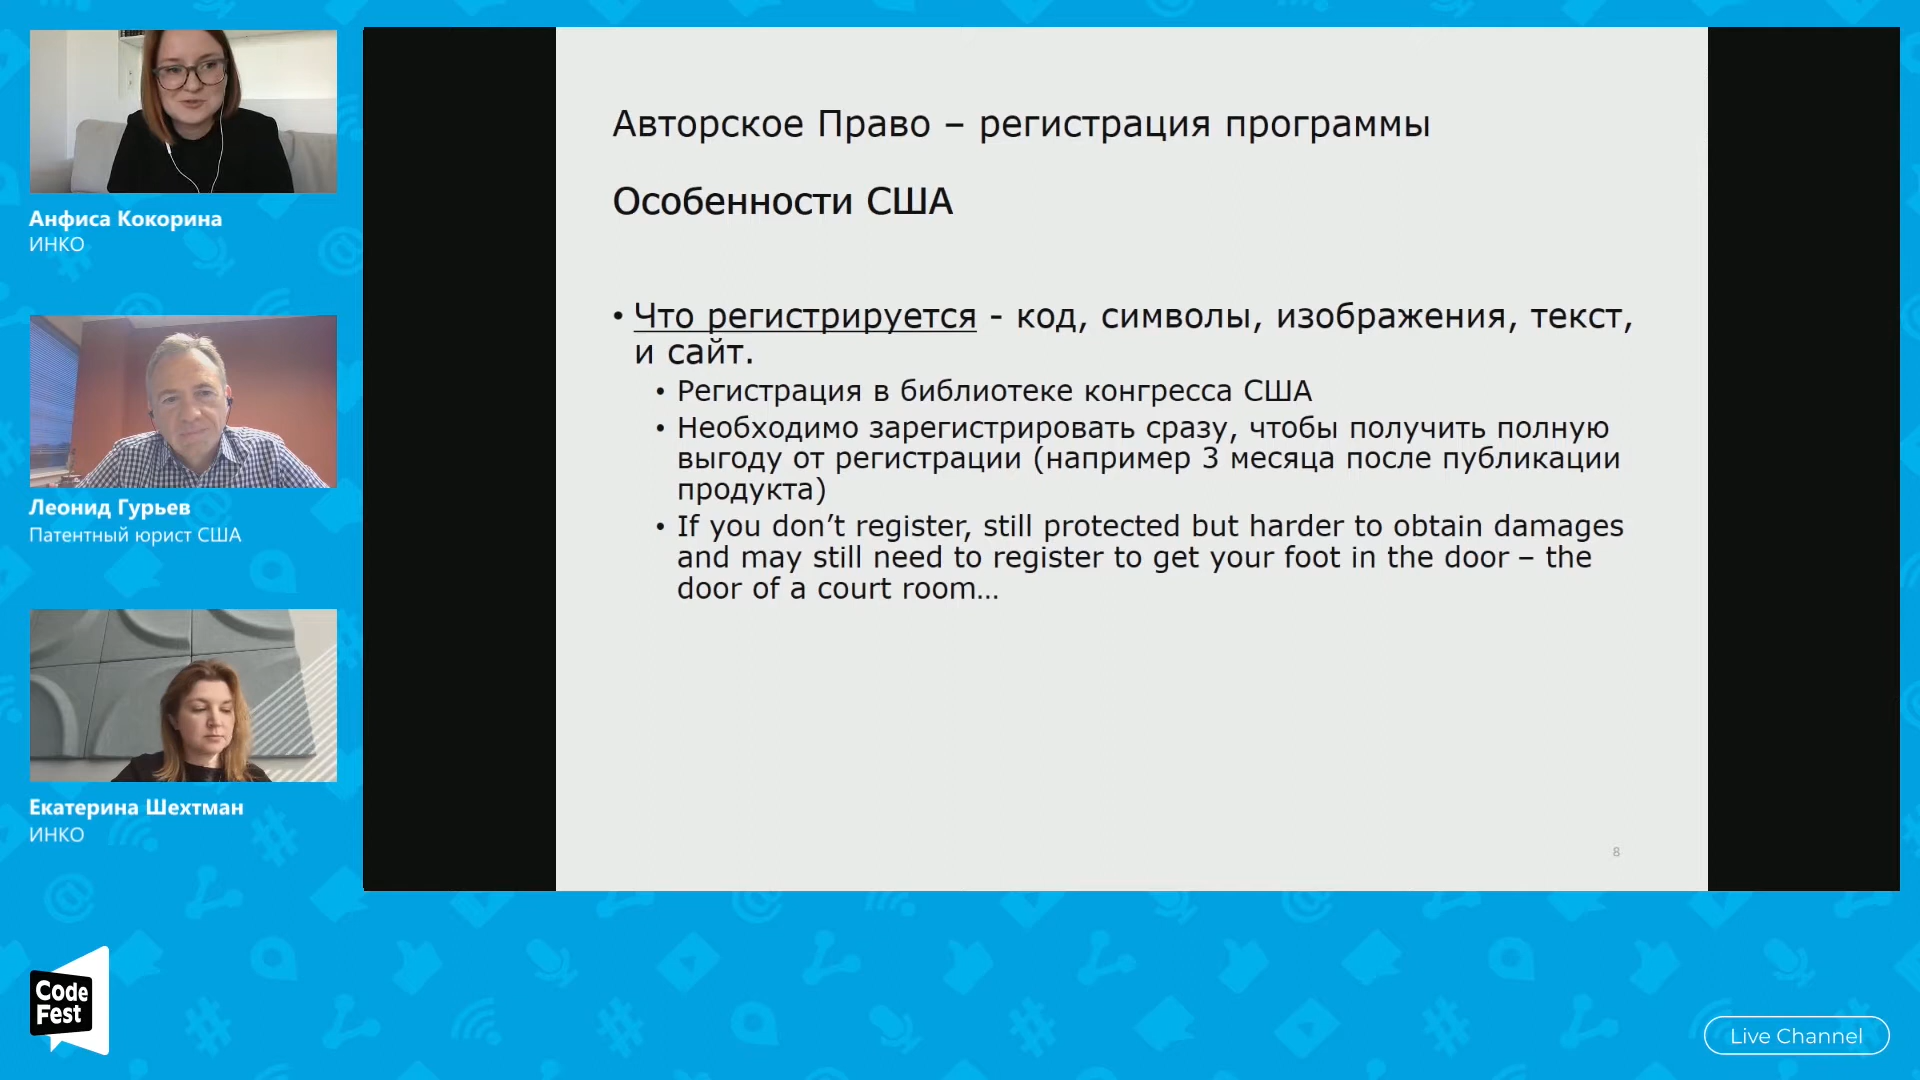 Анфиса Кокорина
ИНКО
Леонид Гурьев
Патентный юрист США
Екатерина Шехтман
ИНКО
Авторское Право – регистрация программы
Особенности США
• Что регистрируется - код, символы, изображения, текст,
и сайт.
• Регистрация в библиотеке конгресса США
• Необходимо зарегистрировать сразу, чтобы получить полную
выгоду от регистрации (например 3 месяца после публикации
продукта)
• If you don’t register, still protected but harder to obtain damages
and may still need to register to get your foot in the door – the
door of a court room…
8
Code
Fest
Live Channel